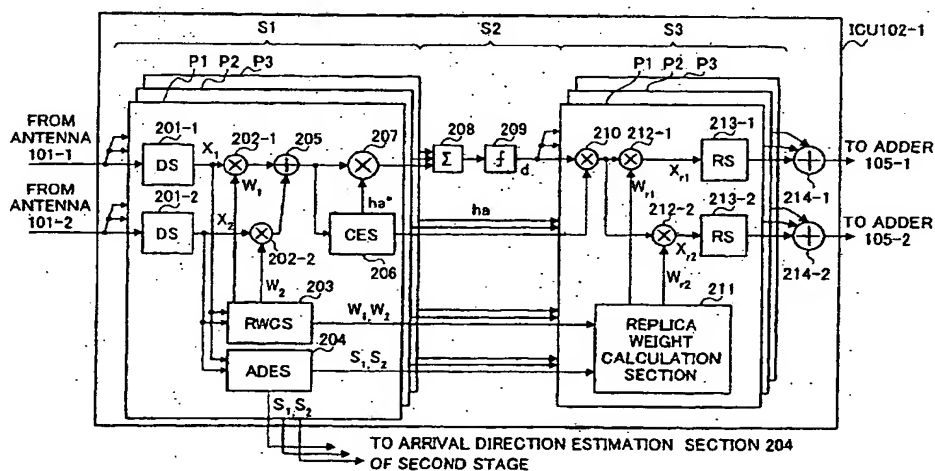 ICU102-1
S1
S2
S3
P1 P2 P3
P1 P2 P3
FROM ANTENNA 101-1
201-1
DS
X1
202-1
W1
205
207
208
Σ
209
d
210
212-1
Wr1
Xr1
213-1
RS
214-1
TO ADDER 105-1
FROM ANTENNA 101-2
201-2
DS
X2
202-2
W2
ha*
CES
206
ha
212-2
Xr2
Wr2
213-2
RS
214-2
TO ADDER 105-2
203
RWCS
W1, W2
204
ADES
S1, S2
211
REPLICA WEIGHT CALCULATION SECTION
S1, S2
TO ARRIVAL DIRECTION ESTIMATION SECTION 204
OF SECOND STAGE